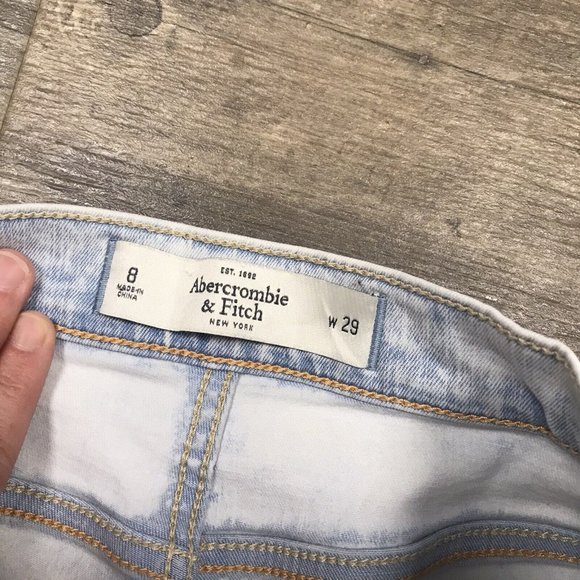 8
MADE IN
CHINA
EST. 1892
Abercrombie
& Fitch
NEW YORK
W 29